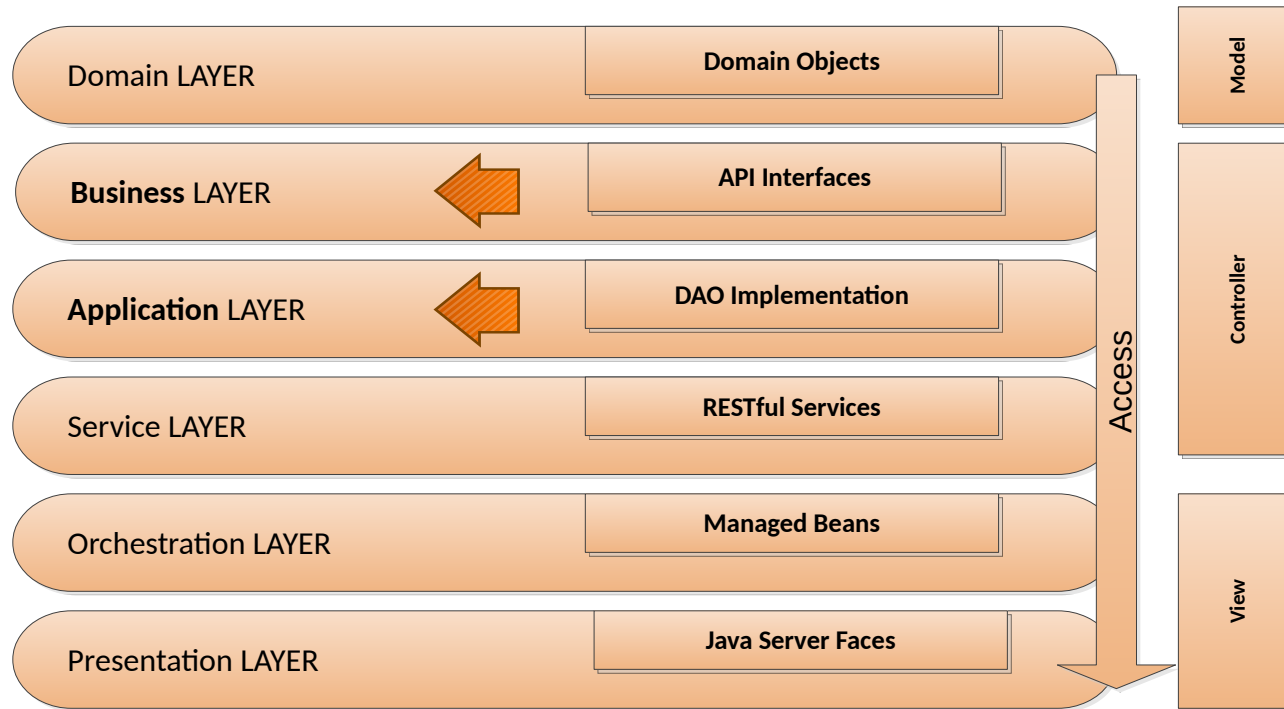 Domain LAYER
Domain Objects
Model
Business LAYER
API Interfaces
Application LAYER
DAO Implementation
Controller
Access
Service LAYER
RESTful Services
Orchestration LAYER
Managed Beans
View
Presentation LAYER
Java Server Faces